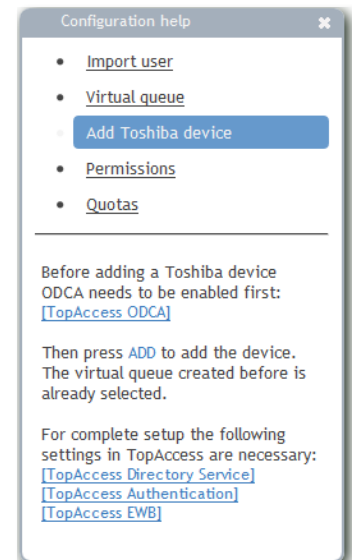 Configuration help
Import user
Virtual queue
Add Toshiba device
Permissions
Quotas
Before adding a Toshiba device
ODCA needs to be enabled first:
[TopAccess ODCA]
Then press ADD to add the device.
The virtual queue created before is
already selected.
For complete setup the following
settings in TopAccess are necessary:
[TopAccess Directory Service]
[TopAccess Authentication]
[TopAccess EWB]